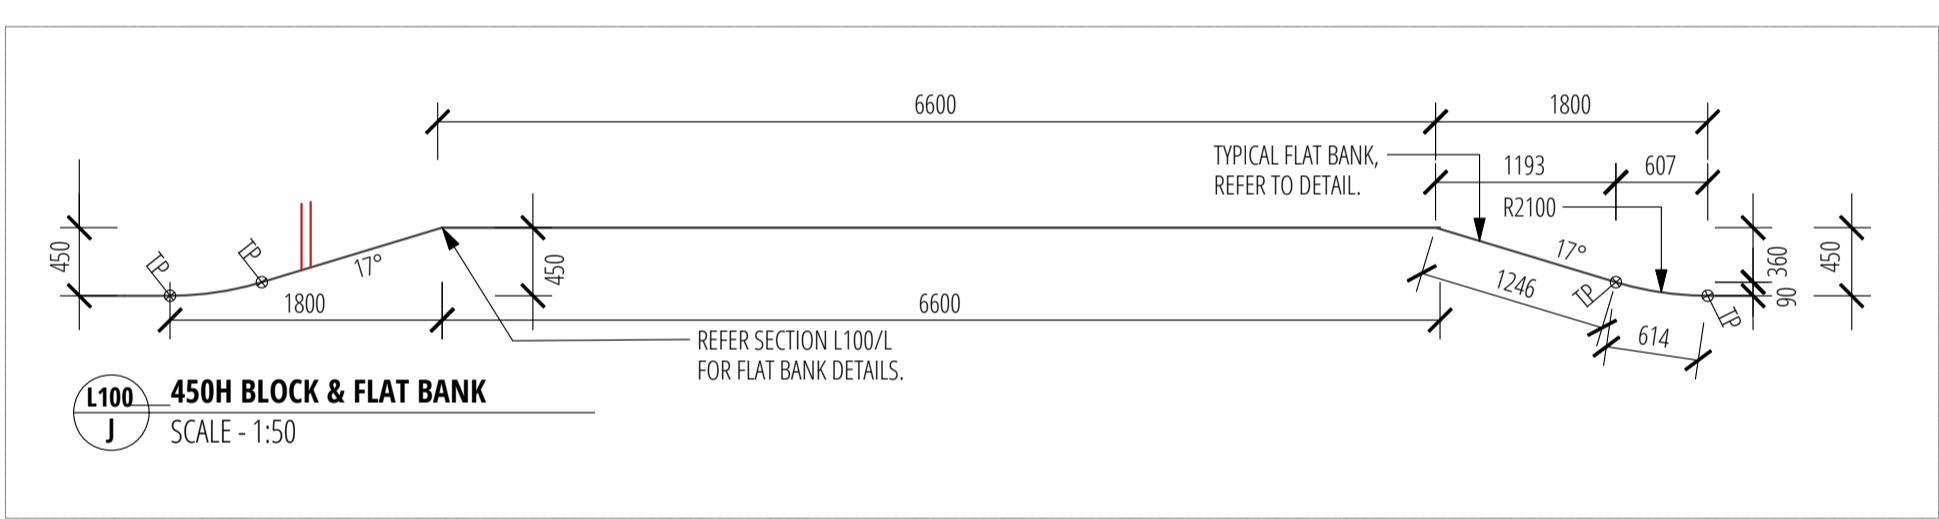 6600
1800
TYPICAL FLAT BANK,
REFER TO DETAIL.
1193
607
R2100
450
TP
TP
17°
450
17°
360
450
90
1246
TP
TP
1800
6600
614
REFER SECTION L100/L
FOR FLAT BANK DETAILS.
L100
J
450H BLOCK & FLAT BANK
SCALE - 1:50